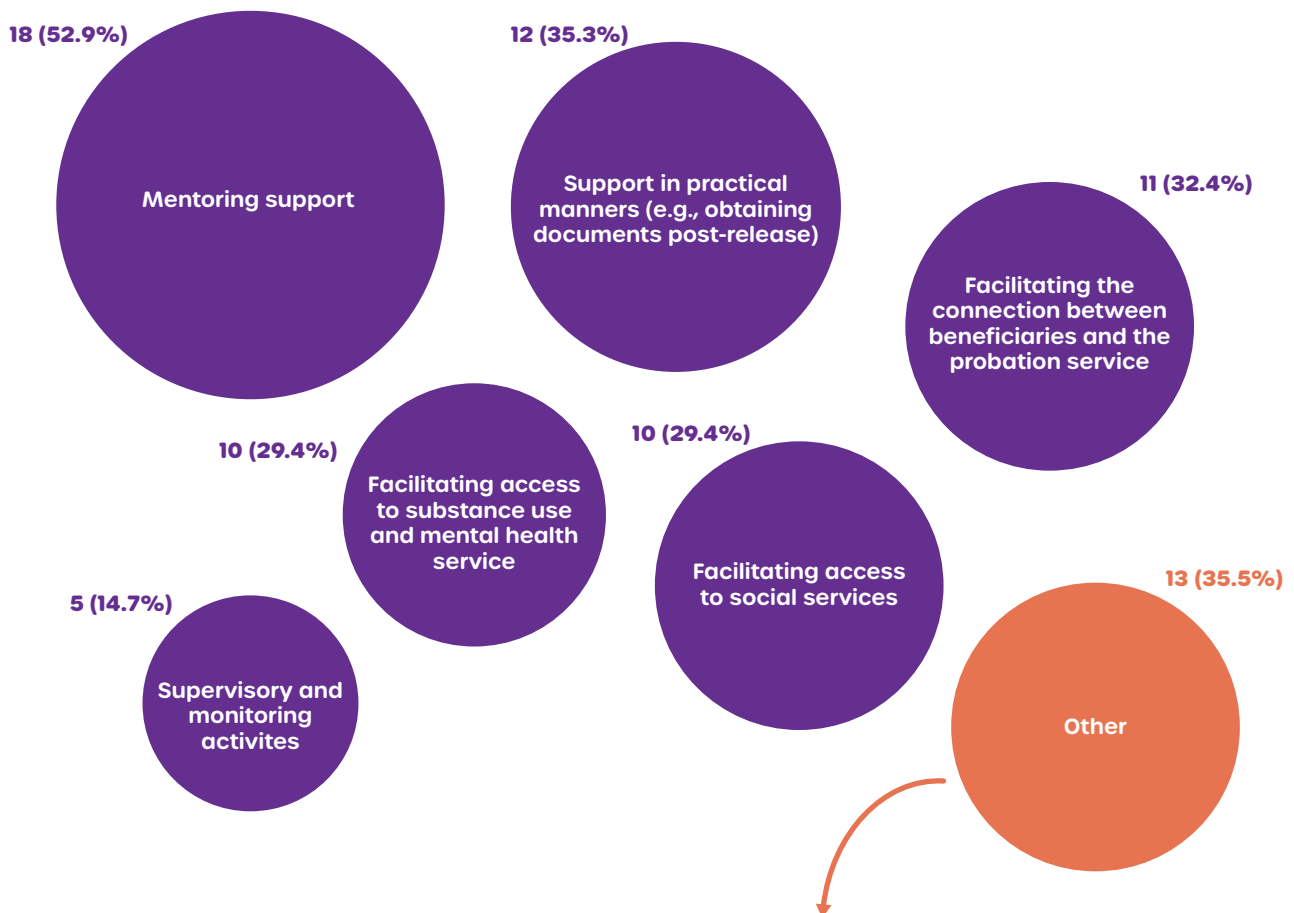 18 (52.9%)
Mentoring support
12 (35.3%)
Support in practical
manners (e.g., obtaining
documents post-release)
11 (32.4%)
Facilitating the
connection between
beneficiaries and the
probation service
10 (29.4%)
Facilitating access
to substance use
and mental health
service
10 (29.4%)
Facilitating access
to social services
5 (14.7%)
Supervisory and
monitoring
activites
13 (35.5%)
Other